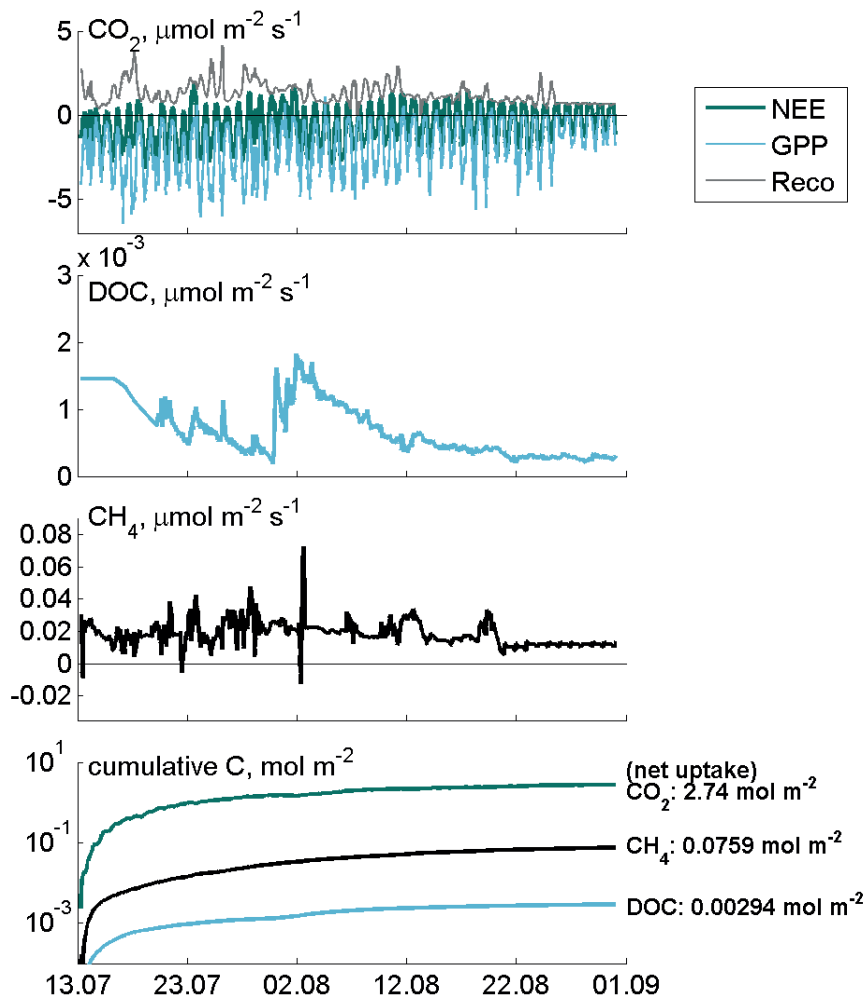 CO₂, μmol m⁻² s⁻¹
5
0
-5
NEE
GPP
Reco
x 10⁻³
DOC, μmol m⁻² s⁻¹
3
2
1
0
CH₄, μmol m⁻² s⁻¹
0.08
0.06
0.04
0.02
0
-0.02
cumulative C, mol m⁻²
10¹
10⁻¹
10⁻³
(net uptake)
CO₂: 2.74 mol m⁻²
CH₄: 0.0759 mol m⁻²
DOC: 0.00294 mol m⁻²
13.07 23.07 02.08 12.08 22.08 01.09